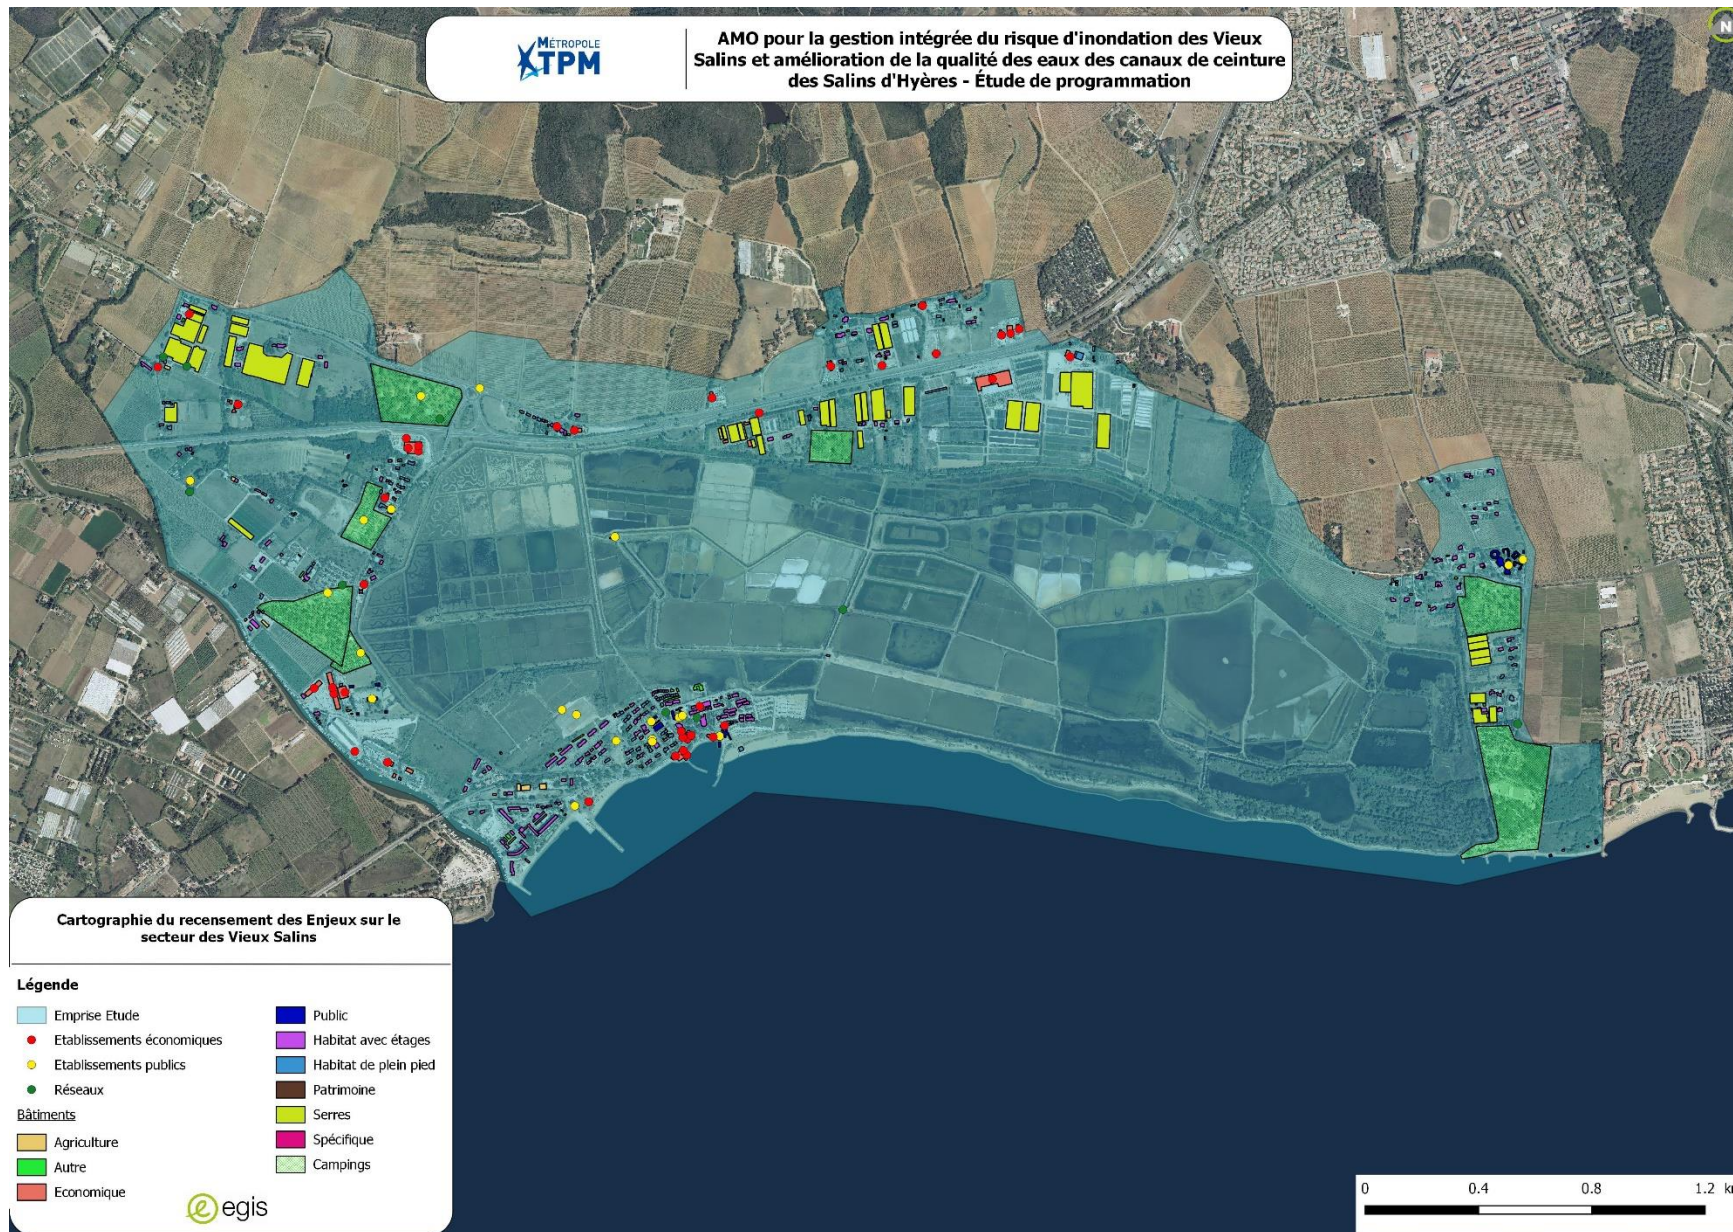 MÉTROPOLE
TPM
AMO pour la gestion intégrée du risque d'inondation des Vieux
Salins et amélioration de la qualité des eaux des canaux de ceinture
des Salins d'Hyères - Étude de programmation
N
Cartographie du recensement des Enjeux sur le
secteur des Vieux Salins
Légende
Emprise Etude
Etablissements économiques
Etablissements publics
Réseaux
Bâtiments
Agriculture
Autre
Economique
Public
Habitat avec étages
Habitat de plein pied
Patrimoine
Serres
Spécifique
Campings
egis
0 0.4 0.8 1.2 k